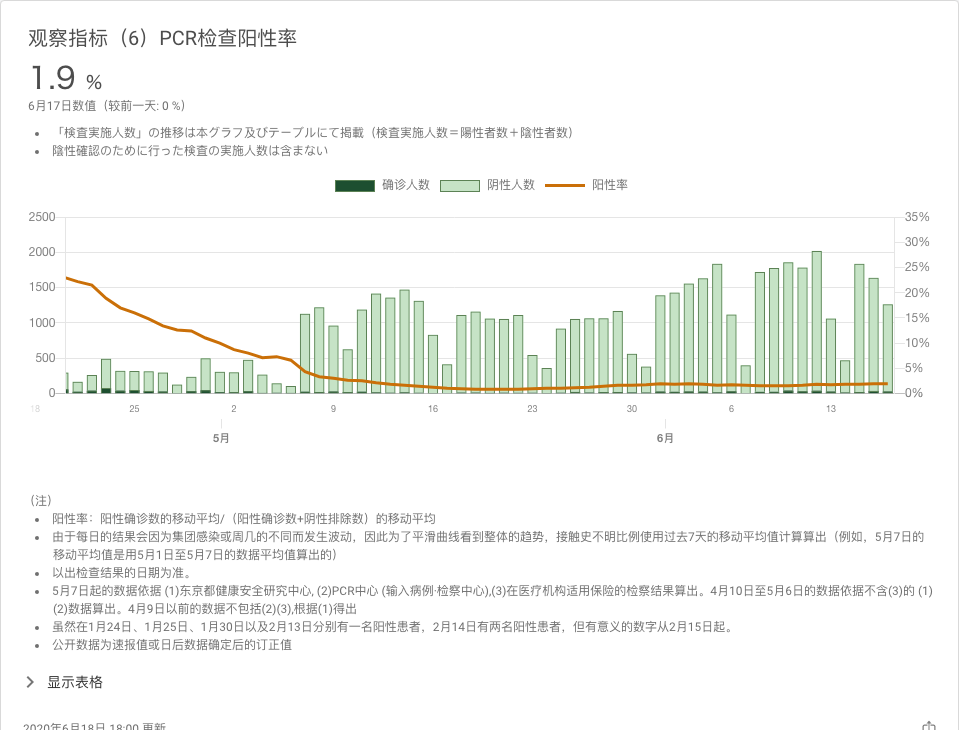 观察指标（6）PCR检查阳性率
1.9 %
6月17日数值（较前一天: 0 %）
「検査実施人数」の推移は本グラフ及びテーブルにて掲載（検査実施人数＝陽性者数＋陰性者数）
陰性確認のために行った検査の実施人数は含まない
确诊人数 阴性人数 阳性率
2500 35%
30%
2000
25%
1500 20%
1000 15%
10%
500
5%
0 0%
18 25 2 9 16 23 30 6 13
5月 6月
（注）
阳性率：阳性确诊数的移动平均/（阳性确诊数+阴性排除数）的移动平均
由于每日的结果会因为集团感染或周几的不同而发生波动，因此为了平滑曲线看到整体的趋势，接触史不明比例使用过去7天的移动平均值计算算出（例如，5月7日的
移动平均值是用5月1日至5月7日的数据平均值算出的）
以出检查结果的日期为准。
5月7日起的数据依据 (1)东京都健康安全研究中心, (2)PCR中心 (输入病例·检察中心),(3)在医疗机构适用保险的检察结果算出。4月10日至5月6日的数据依据不含(3)的 (1)
(2)数据算出。4月9日以前的数据不包括(2)(3),根据(1)得出
虽然在1月24日、1月25日、1月30日以及2月13日分别有一名阳性患者，2月14日有两名阳性患者，但有意义的数字从2月15日起。
公开数据为速报值或日后数据确定后的订正值
显示表格
2020年6月18日 18:00 更新